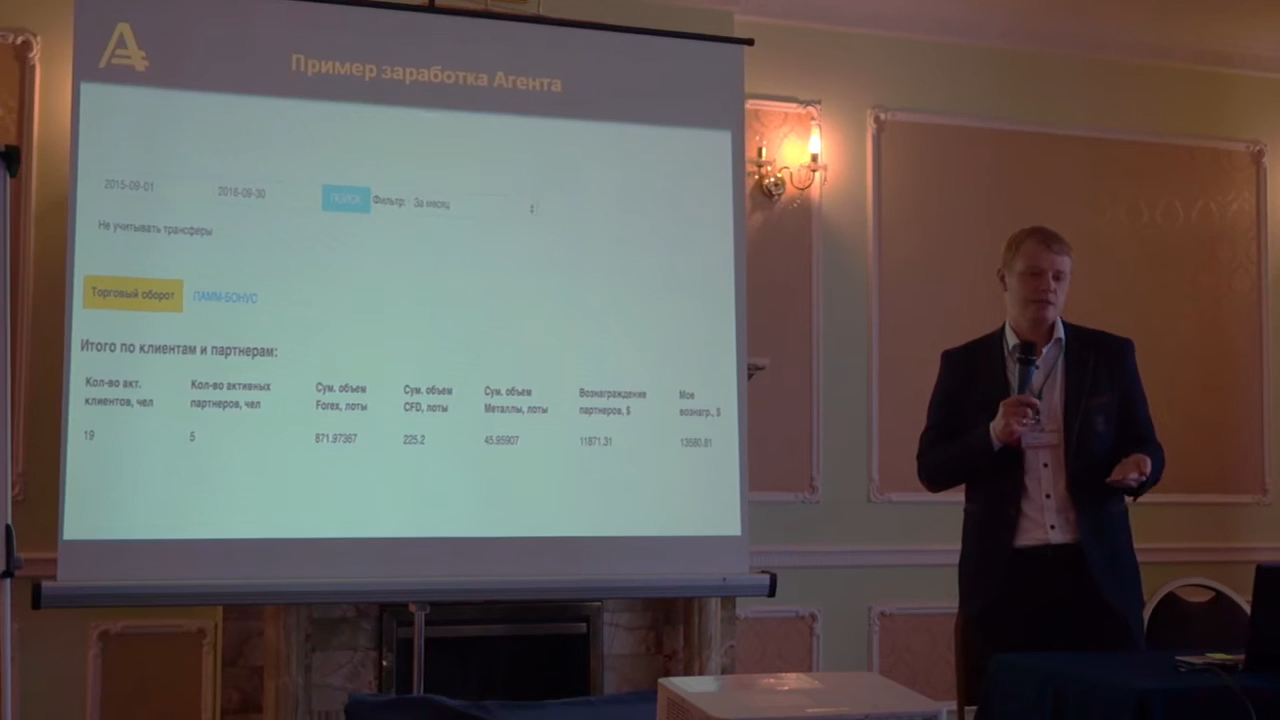 Пример заработка Агента
2015-09-01 2016-09-30 ПОИСК Фильтр: За месяц
Не учитывать трансферы
Торговый оборот ПАММ-БОНУС
Итого по клиентам и партнерам:
Кол-во акт. Кол-во активных Сум. объем Сум. объем Сум. объем Вознаграждение Мое
клиентов, чел партнеров, чел Forex, лоты CFD, лоты Металлы, лоты партнеров, $ вознагр., $
19 5 871.97367 225.2 45.95907 11871.31 13580.81